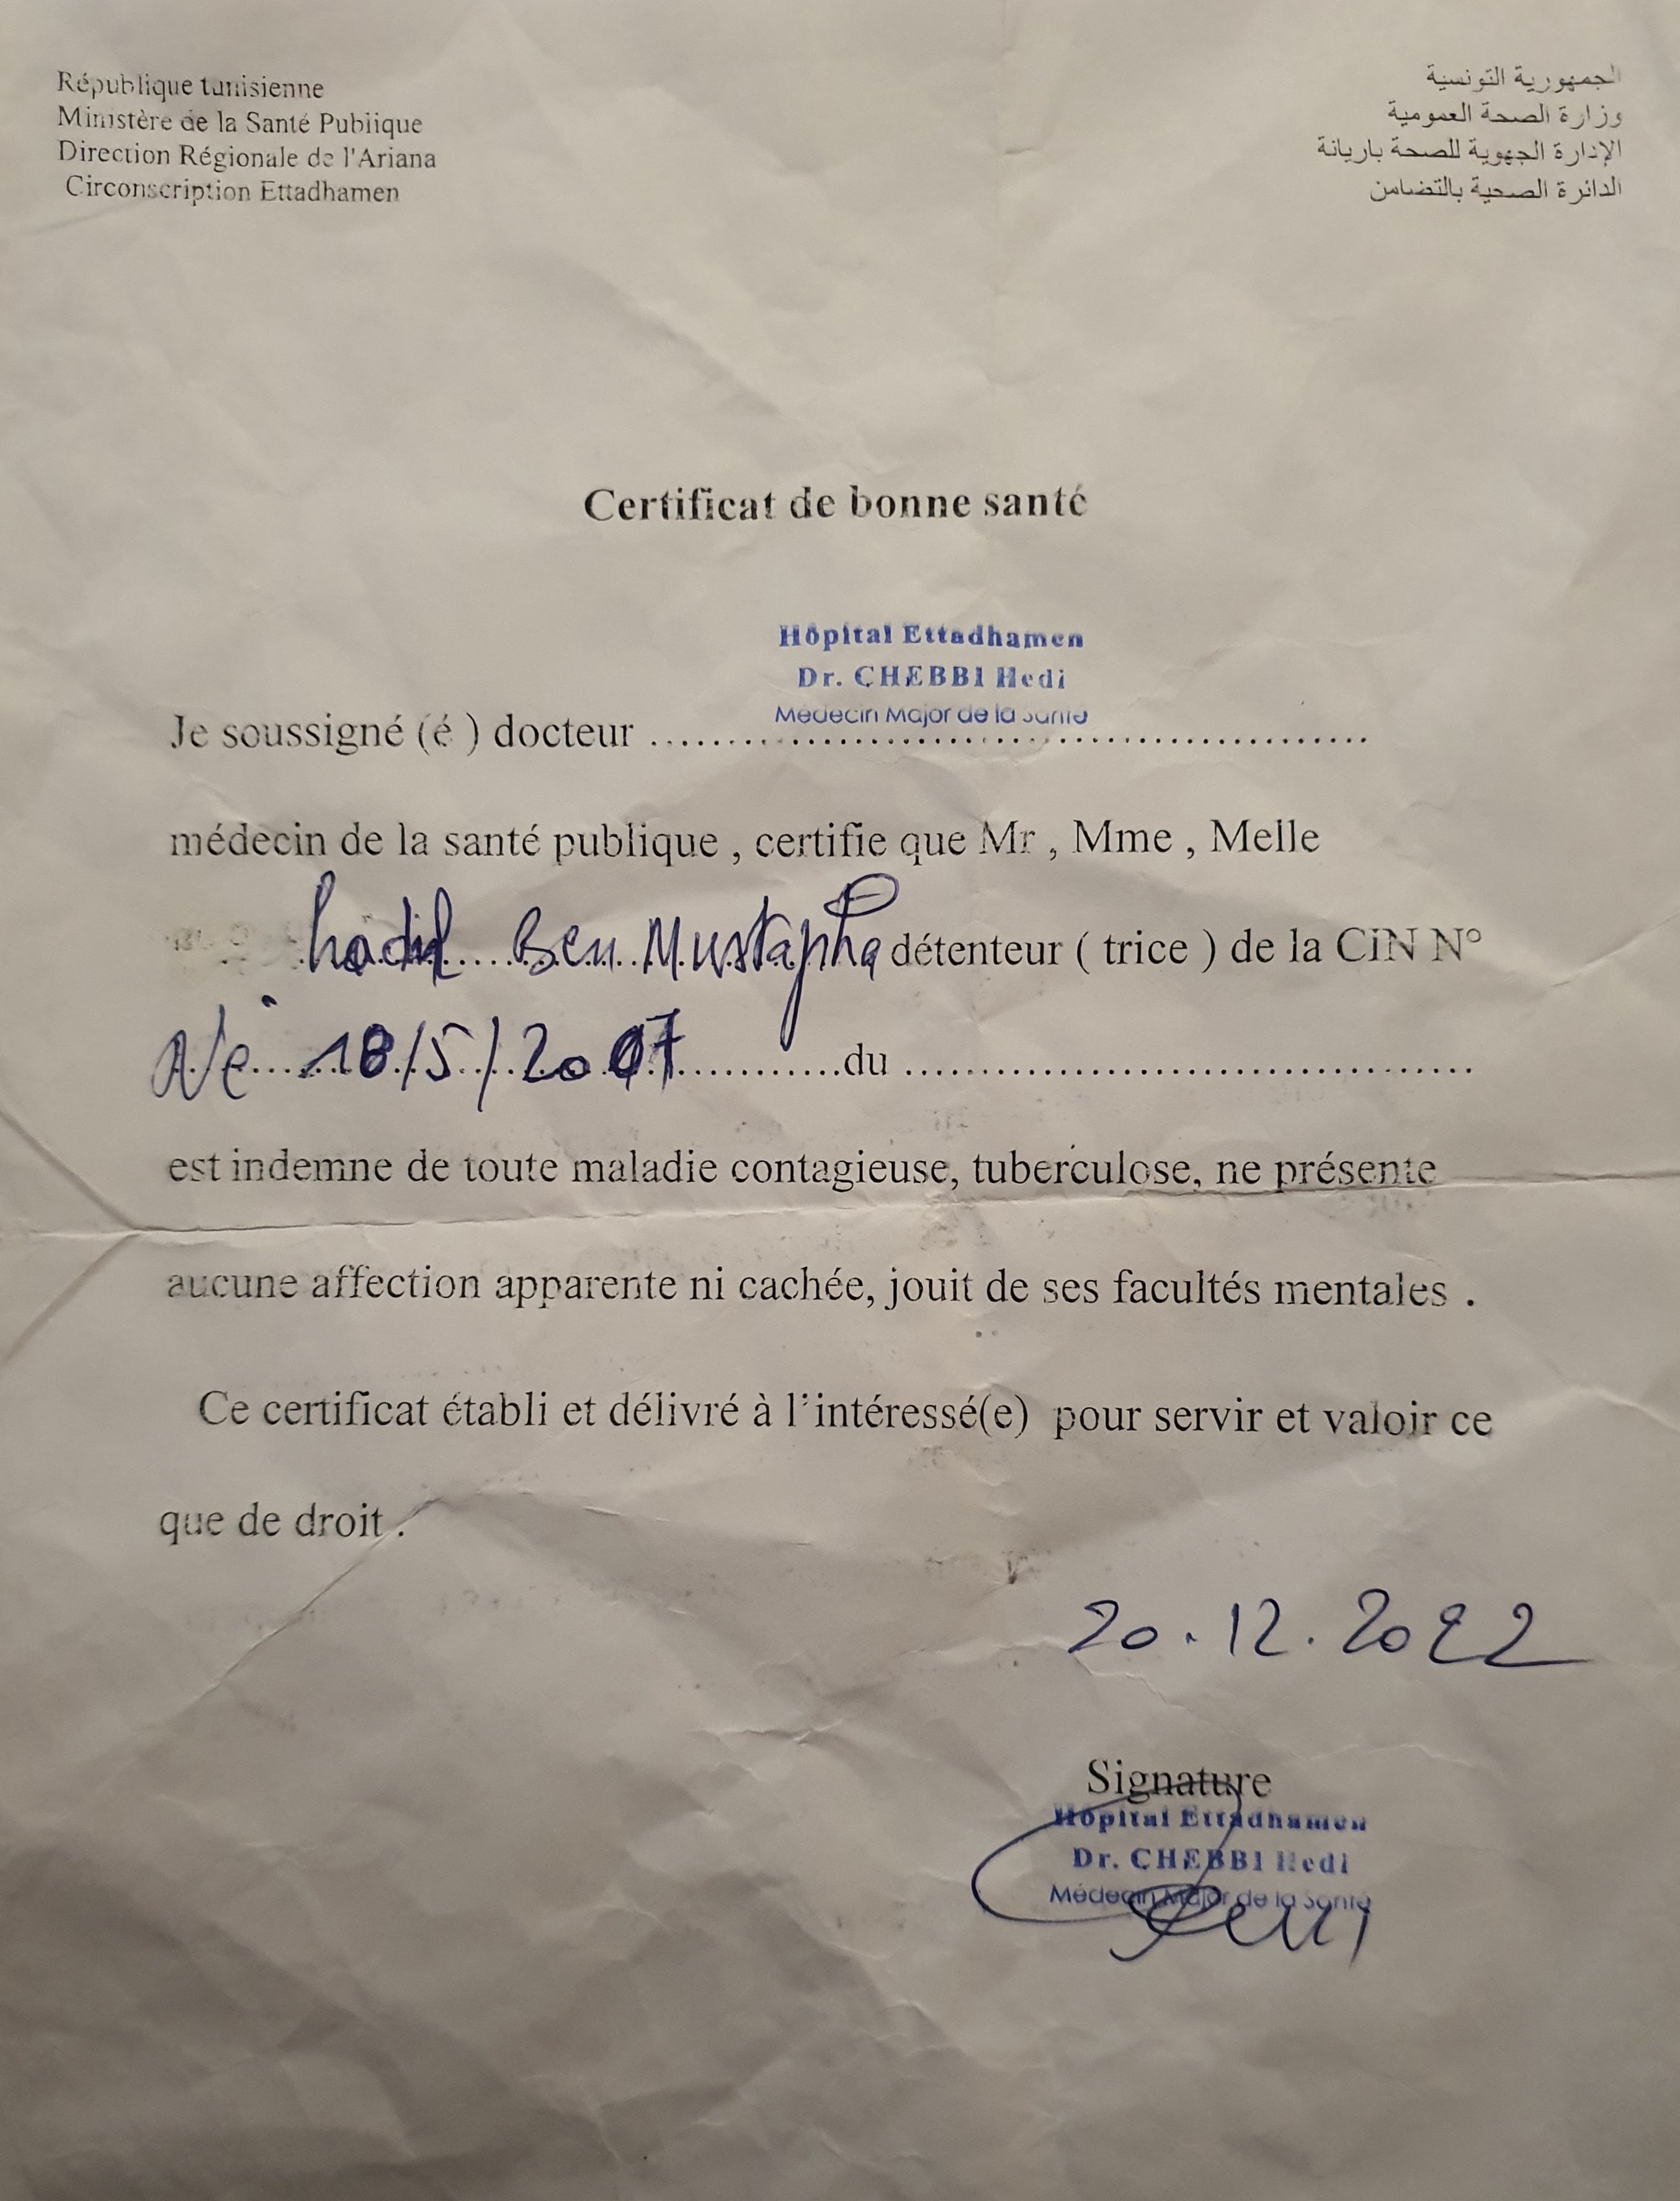 République tunisienne
Ministère de la Santé Publique
Direction Régionale de l'Ariana
Circonscription Ettadhamen
الجمهورية التونسية
وزارة الصحة العمومية
الإدارة الجهوية للصحة باريانة
الدائرة الصحية بالتضامن
Certificat de bonne santé
Hôpital Ettadhamen
Dr. CHEBBI Hedi
Médecin Major de la Santé
Je soussigné (é ) docteur ................................................
médecin de la santé publique , certifie que Mr , Mme , Melle
Ben Mustapha détenteur ( trice ) de la CIN N°
Né 18/5/2007 ............du ......................................
est indemne de toute maladie contagieuse, tuberculose, ne présente
aucune affection apparente ni cachée, jouit de ses facultés mentales .
Ce certificat établi et délivré à l'intéressé(e) pour servir et valoir ce
que de droit .
20.12.2022
Signature
Hôpital Ettadhamen
Dr. CHEBBI Hedi
Médecin Major de la Santé